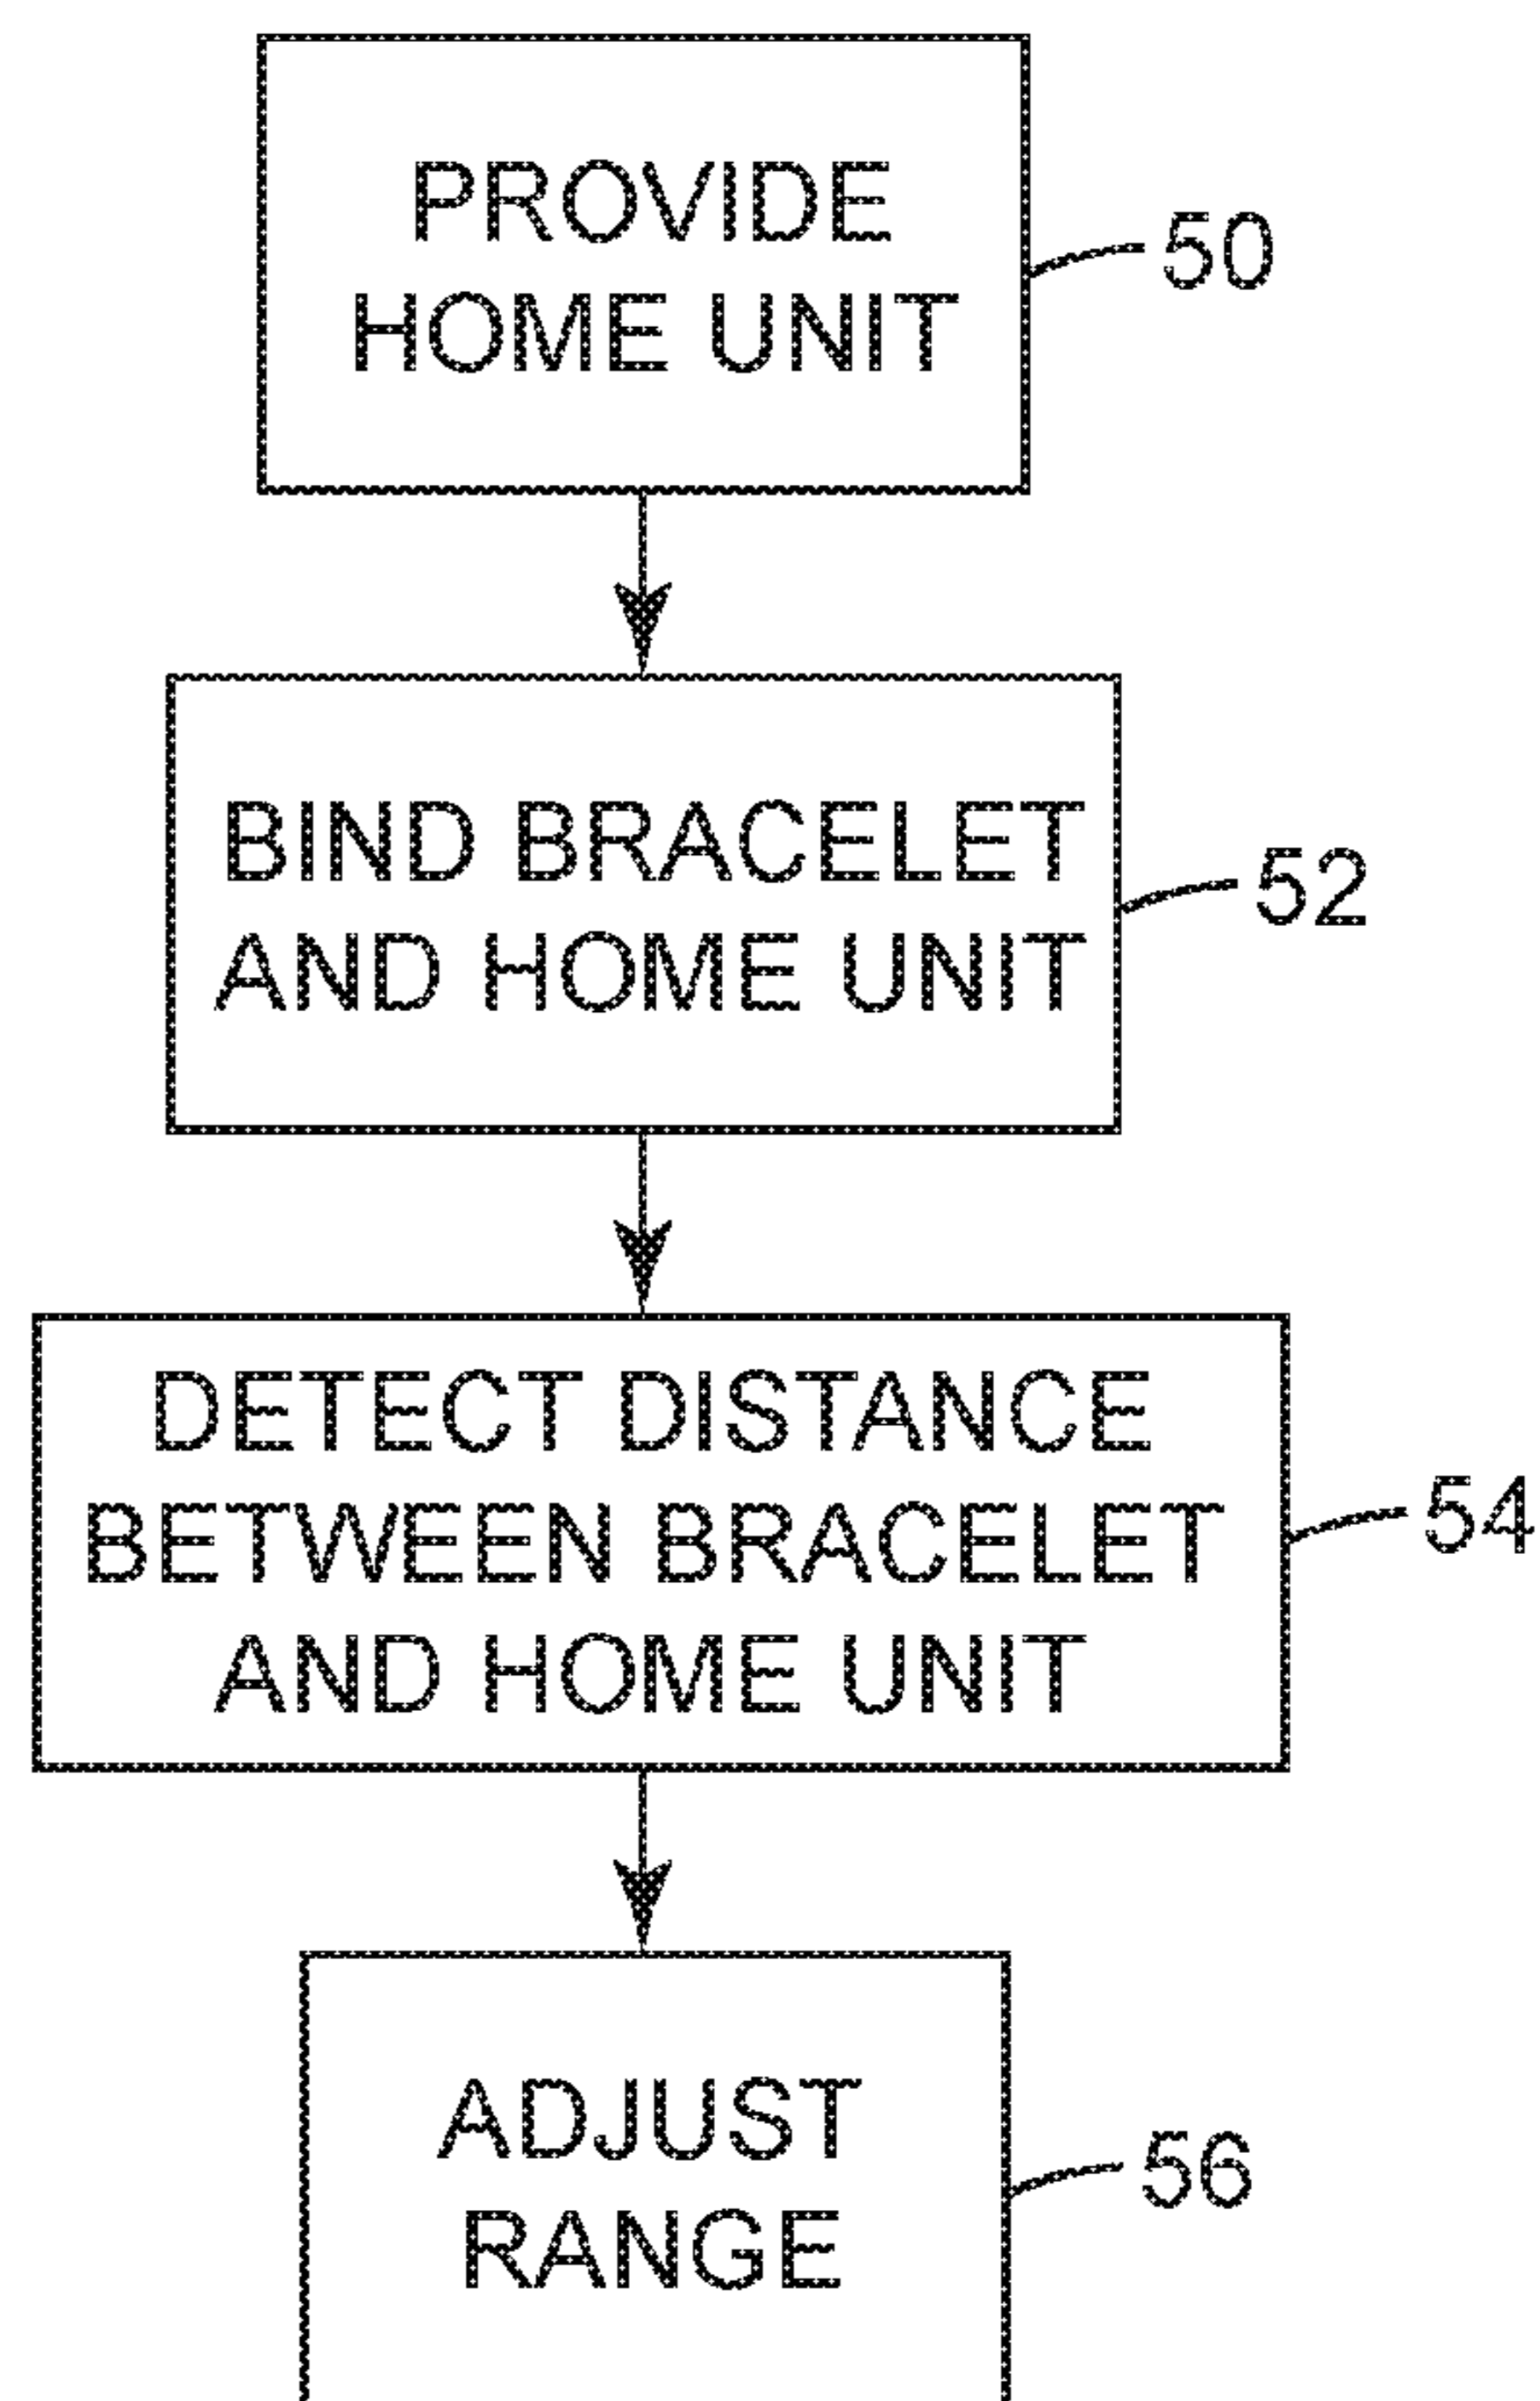 PROVIDE
HOME UNIT
50
BIND BRACELET
AND HOME UNIT
52
DETECT DISTANCE
BETWEEN BRACELET
AND HOME UNIT
54
ADJUST
RANGE
56